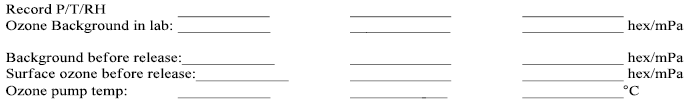 Record P/T/RH
Ozone Background in lab: hex/mPa
Background before release: hex/mPa
Surface ozone before release: hex/mPa
Ozone pump temp: °C